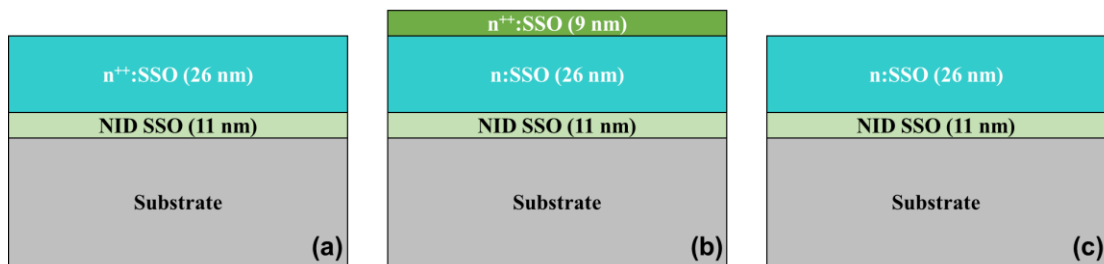 n⁺⁺:SSO (26 nm)
NID SSO (11 nm)
Substrate
(a)
n⁺⁺:SSO (9 nm)
n:SSO (26 nm)
NID SSO (11 nm)
Substrate
(b)
n:SSO (26 nm)
NID SSO (11 nm)
Substrate
(c)